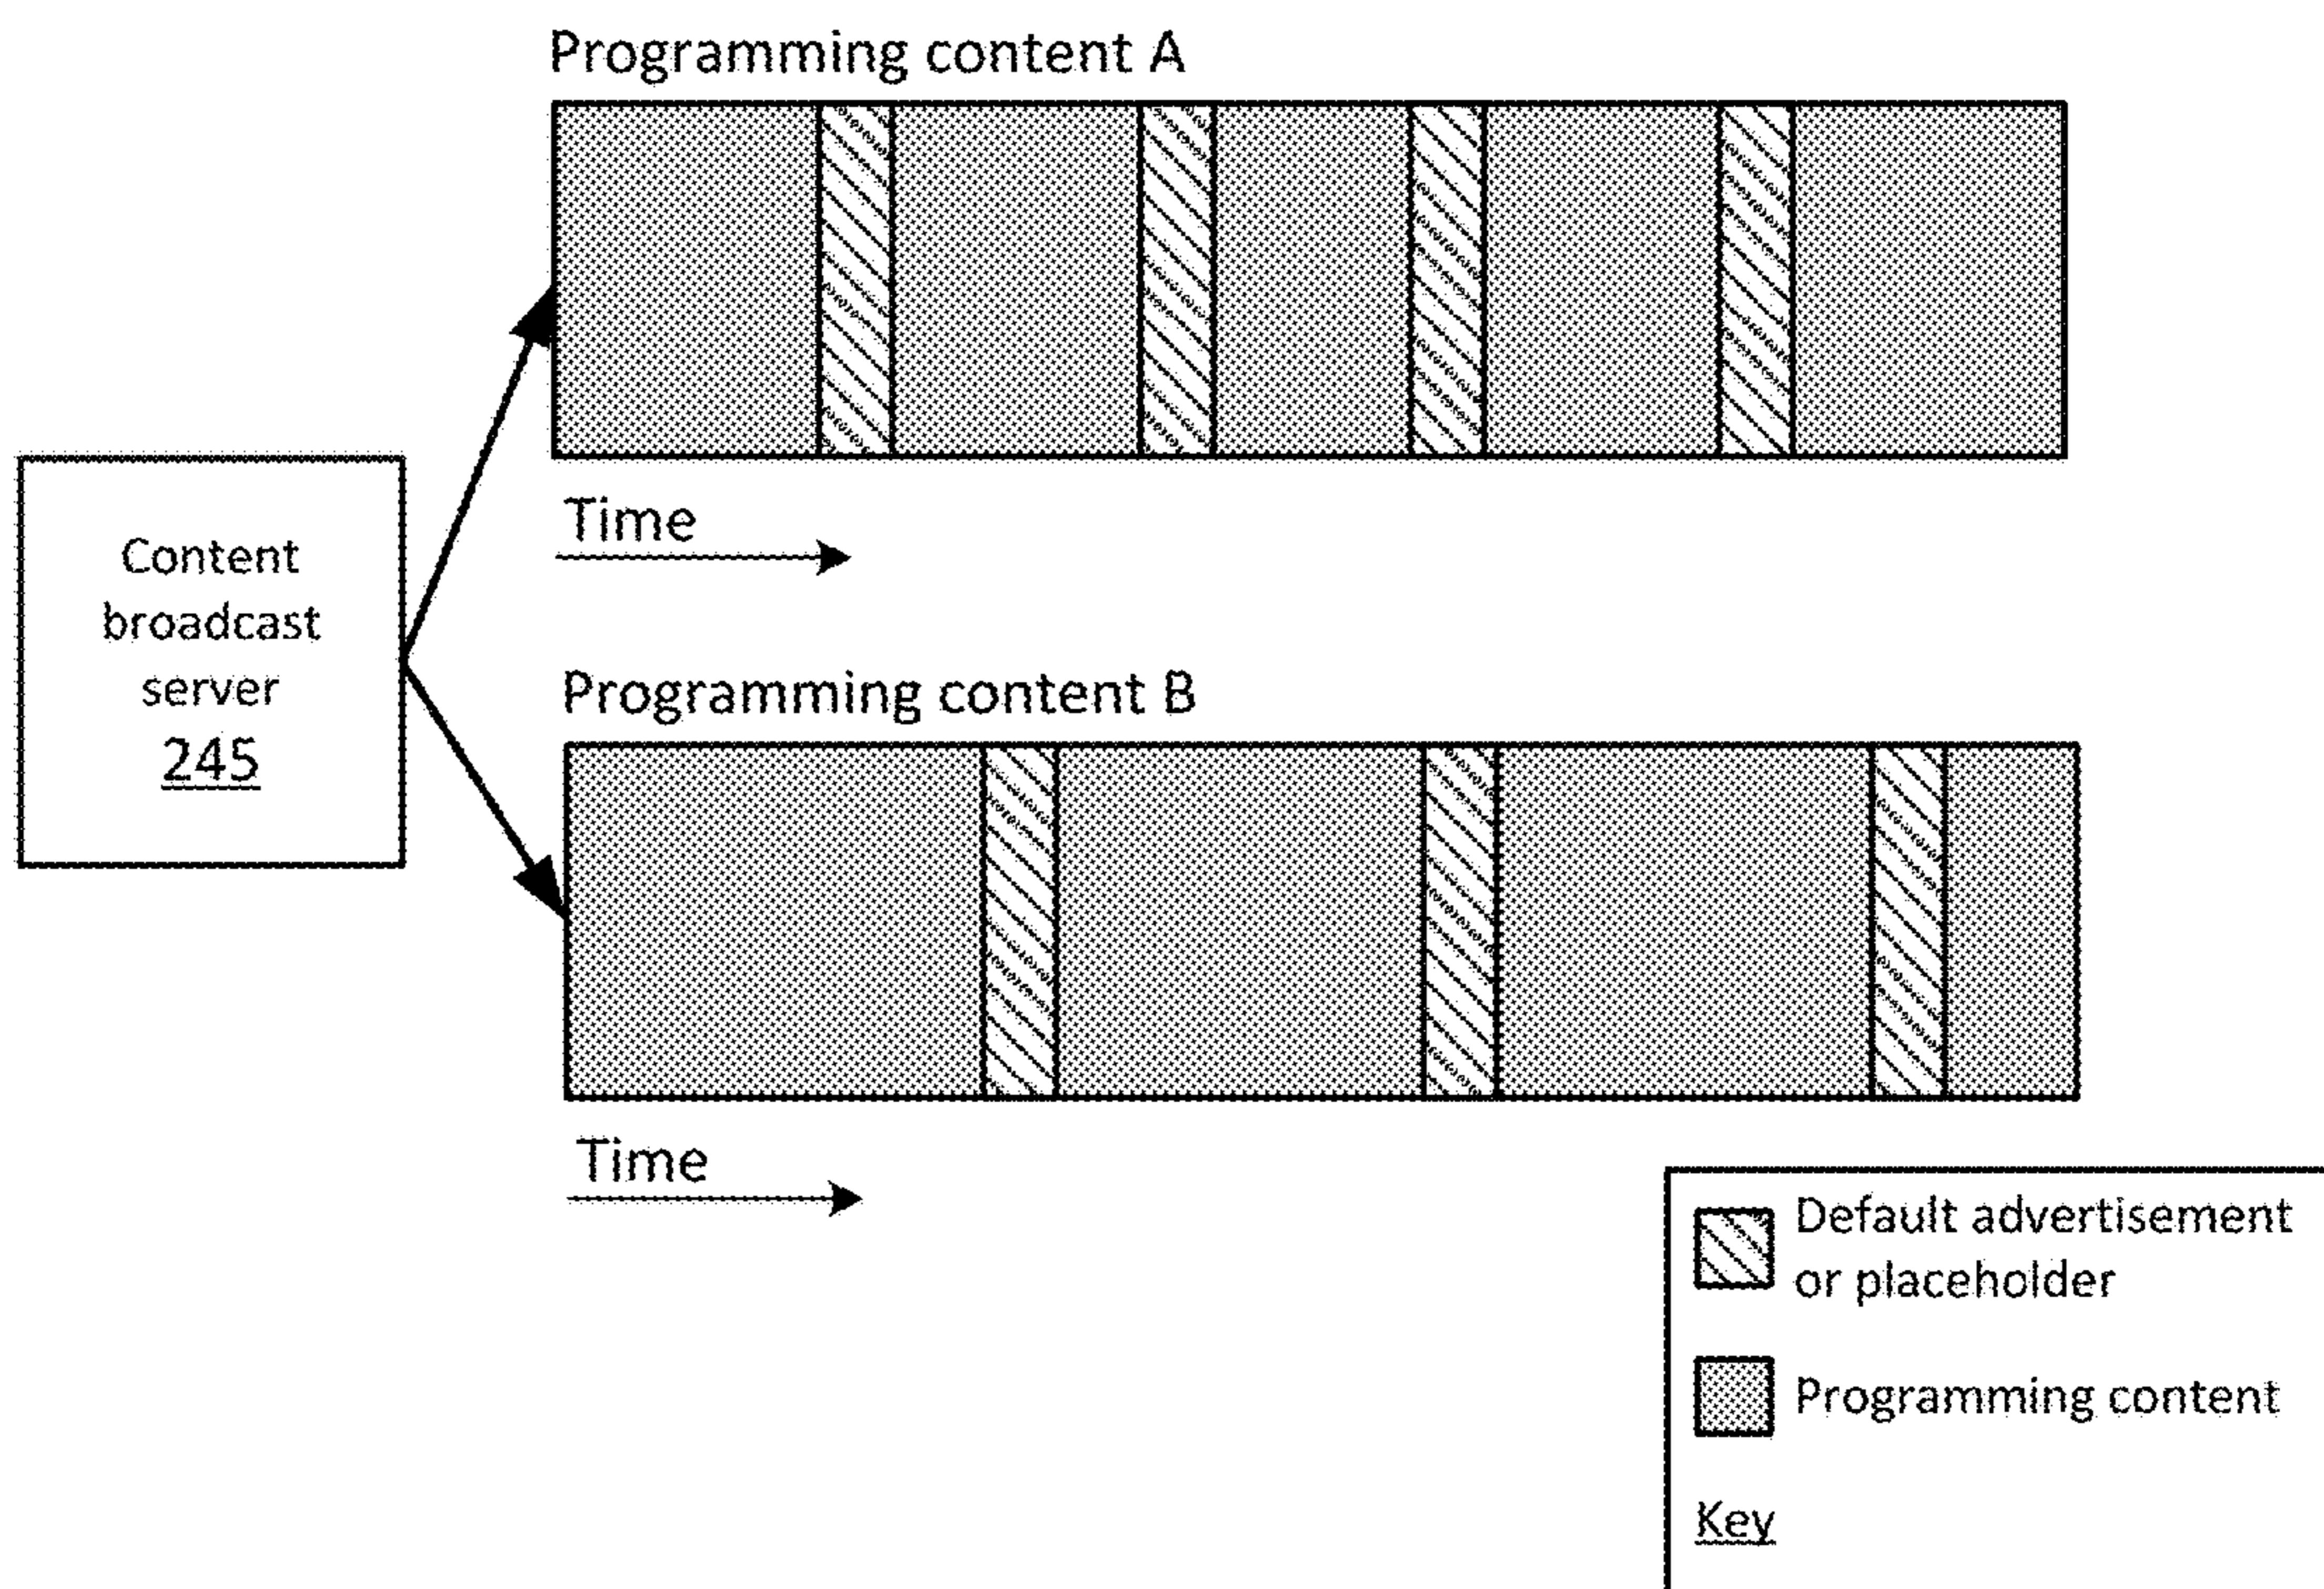 Programming content A
Time
Content
broadcast
server
245
Programming content B
Time
Default advertisement
or placeholder
Programming content
Key